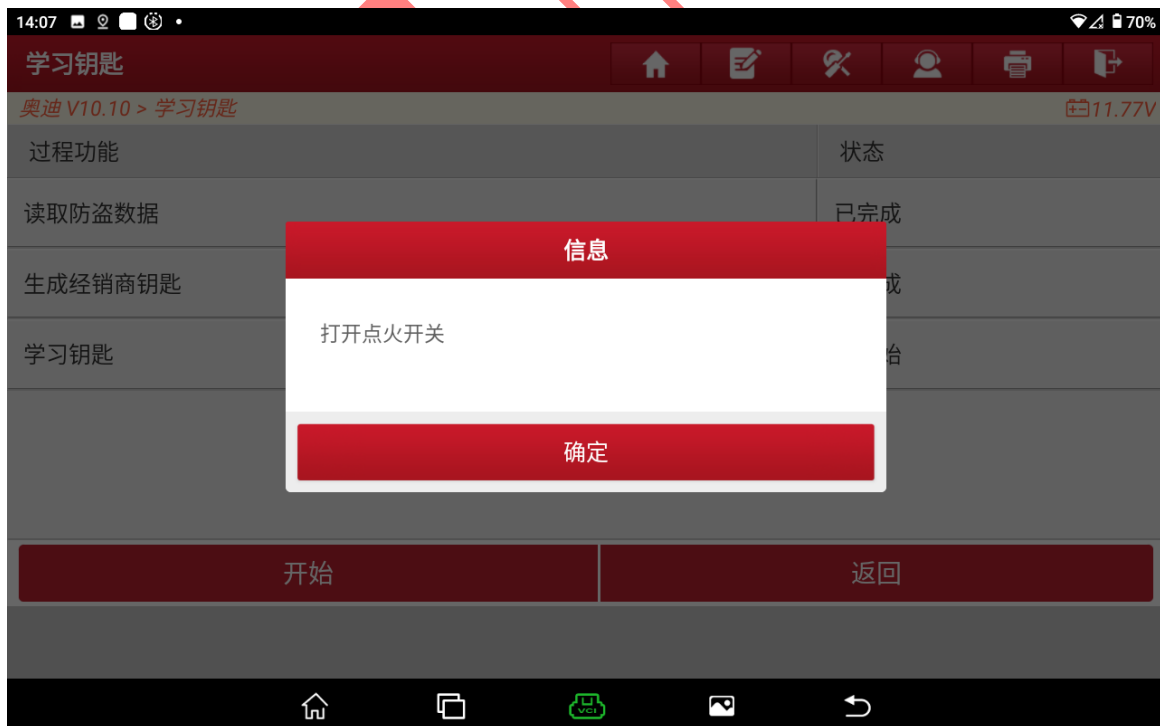 14:07
70%
学习钥匙
奥迪 V10.10 > 学习钥匙
11.77V
过程功能
状态
读取防盗数据
已完成
信息
生成经销商钥匙
成
打开点火开关
学习钥匙
始
确定
开始
返回
VCI